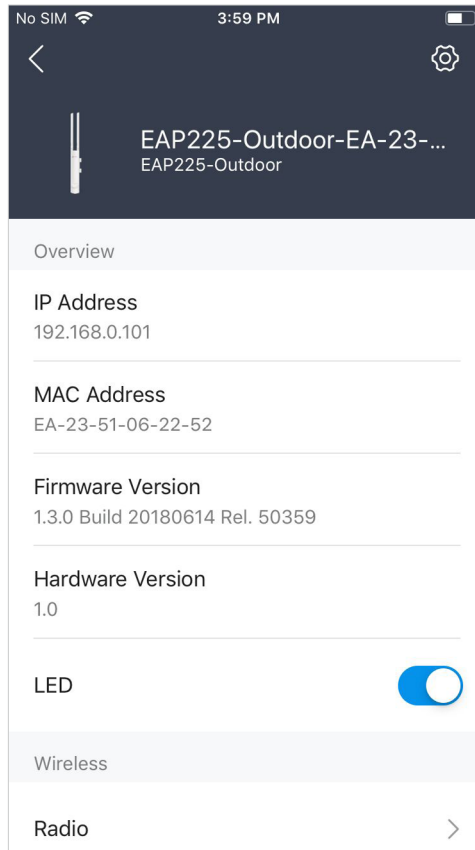 No SIM 3:59 PM
EAP225-Outdoor-EA-23-...
EAP225-Outdoor
Overview
IP Address
192.168.0.101
MAC Address
EA-23-51-06-22-52
Firmware Version
1.3.0 Build 20180614 Rel. 50359
Hardware Version
1.0
LED
Wireless
Radio